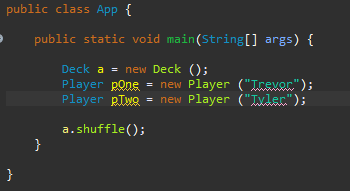 public class App {
public static void main(String[] args) {
Deck a = new Deck ();
Player pOne = new Player ("Trevor");
Player pTwo = new Player ("Tyler");
a.shuffle();
}
}